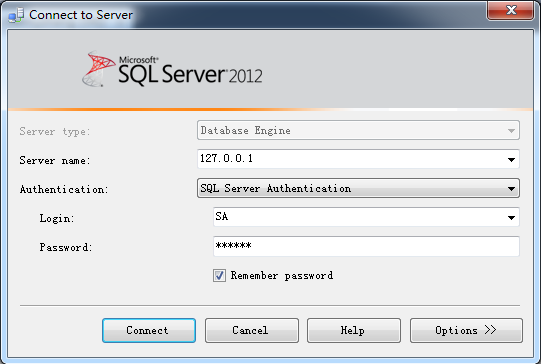 Connect to Server
Microsoft®
SQL Server® 2012
Server type: Database Engine
Server name: 127.0.0.1
Authentication: SQL Server Authentication
Login: SA
Password: ******
Remember password
Connect Cancel Help Options >>